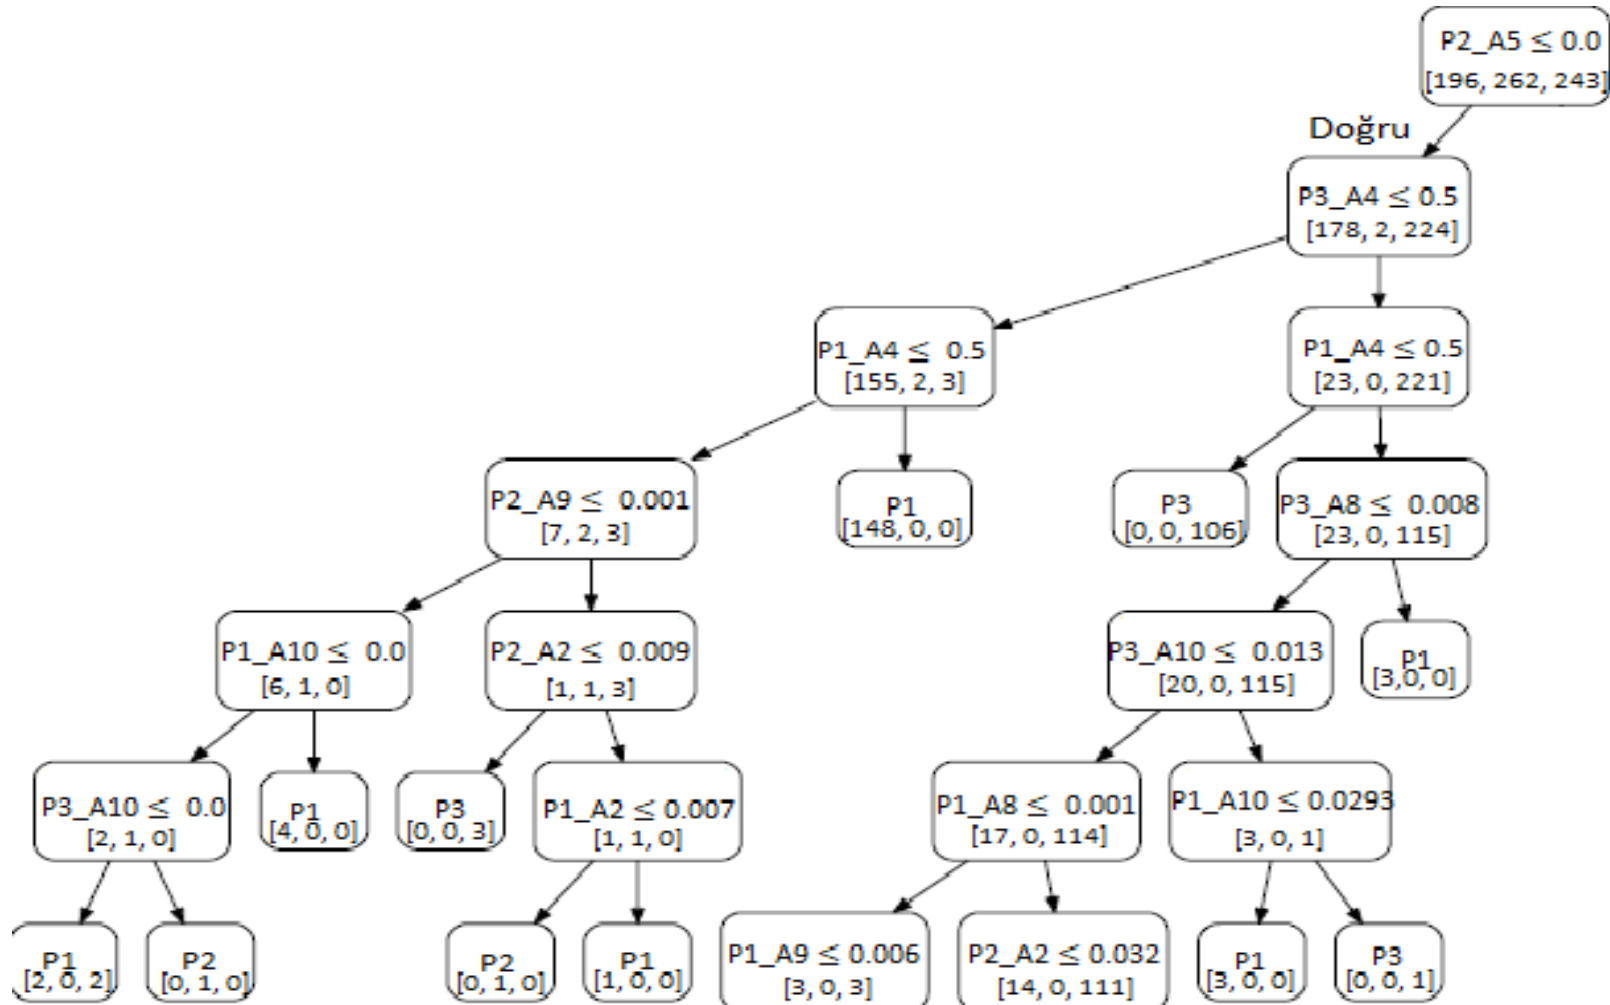 P2_A5 ≤ 0.0
[196, 262, 243]
Doğru
P3_A4 ≤ 0.5
[178, 2, 224]
P1_A4 ≤ 0.5
[155, 2, 3]
P1_A4 ≤ 0.5
[23, 0, 221]
P2_A9 ≤ 0.001
[7, 2, 3]
P1
[148, 0, 0]
P3
[0, 0, 106]
P3_A8 ≤ 0.008
[23, 0, 115]
P1_A10 ≤ 0.0
[6, 1, 0]
P2_A2 ≤ 0.009
[1, 1, 3]
P3_A10 ≤ 0.013
[20, 0, 115]
P1
[3,0, 0]
P3_A10 ≤ 0.0
[2, 1, 0]
P1
[4, 0, 0]
P3
[0, 0, 3]
P1_A2 ≤ 0.007
[1, 1, 0]
P1_A8 ≤ 0.001
[17, 0, 114]
P1_A10 ≤ 0.0293
[3, 0, 1]
P1
[2, 0, 2]
P2
[0, 1, 0]
P2
[0, 1, 0]
P1
[1, 0, 0]
P1_A9 ≤ 0.006
[3, 0, 3]
P2_A2 ≤ 0.032
[14, 0, 111]
P1
[3, 0, 0]
P3
[0, 0, 1]